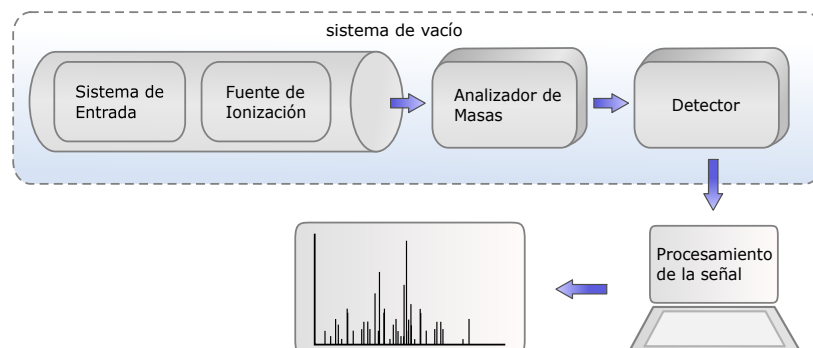 sistema de vacío
Sistema de
Entrada
Fuente de
Ionización
Analizador de
Masas
Detector
Procesamiento
de la señal